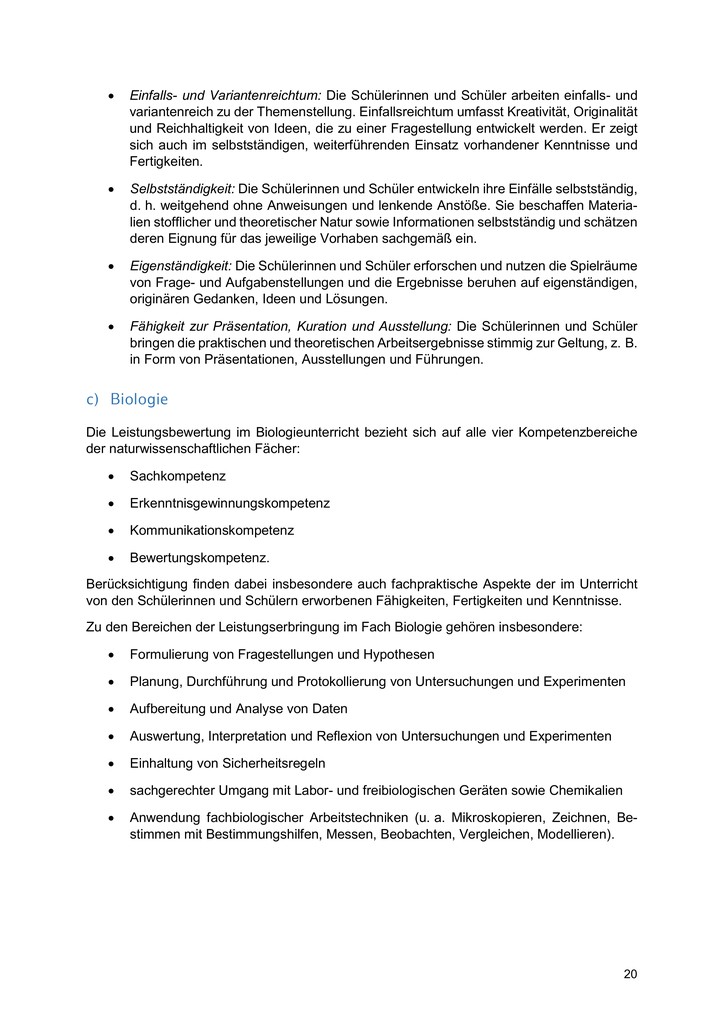 • Einfalls- und Variantenreichtum: Die Schülerinnen und Schüler arbeiten einfalls- und
variantenreich zu der Themenstellung. Einfallsreichtum umfasst Kreativität, Originalität
und Reichhaltigkeit von Ideen, die zu einer Fragestellung entwickelt werden. Er zeigt
sich auch im selbstständigen, weiterführenden Einsatz vorhandener Kenntnisse und
Fertigkeiten.
• Selbstständigkeit: Die Schülerinnen und Schüler entwickeln ihre Einfälle selbstständig,
d. h. weitgehend ohne Anweisungen und lenkende Anstöße. Sie beschaffen Materia-
lien stofflicher und theoretischer Natur sowie Informationen selbstständig und schätzen
deren Eignung für das jeweilige Vorhaben sachgemäß ein.
• Eigenständigkeit: Die Schülerinnen und Schüler erforschen und nutzen die Spielräume
von Frage- und Aufgabenstellungen und die Ergebnisse beruhen auf eigenständigen,
originären Gedanken, Ideen und Lösungen.
• Fähigkeit zur Präsentation, Kuration und Ausstellung: Die Schülerinnen und Schüler
bringen die praktischen und theoretischen Arbeitsergebnisse stimmig zur Geltung, z. B.
in Form von Präsentationen, Ausstellungen und Führungen.
c) Biologie
Die Leistungsbewertung im Biologieunterricht bezieht sich auf alle vier Kompetenzbereiche
der naturwissenschaftlichen Fächer:
• Sachkompetenz
• Erkenntnisgewinnungskompetenz
• Kommunikationskompetenz
• Bewertungskompetenz.
Berücksichtigung finden dabei insbesondere auch fachpraktische Aspekte der im Unterricht
von den Schülerinnen und Schülern erworbenen Fähigkeiten, Fertigkeiten und Kenntnisse.
Zu den Bereichen der Leistungserbringung im Fach Biologie gehören insbesondere:
• Formulierung von Fragestellungen und Hypothesen
• Planung, Durchführung und Protokollierung von Untersuchungen und Experimenten
• Aufbereitung und Analyse von Daten
• Auswertung, Interpretation und Reflexion von Untersuchungen und Experimenten
• Einhaltung von Sicherheitsregeln
• sachgerechter Umgang mit Labor- und freibiologischen Geräten sowie Chemikalien
• Anwendung fachbiologischer Arbeitstechniken (u. a. Mikroskopieren, Zeichnen, Be-
stimmen mit Bestimmungshilfen, Messen, Beobachten, Vergleichen, Modellieren).
20